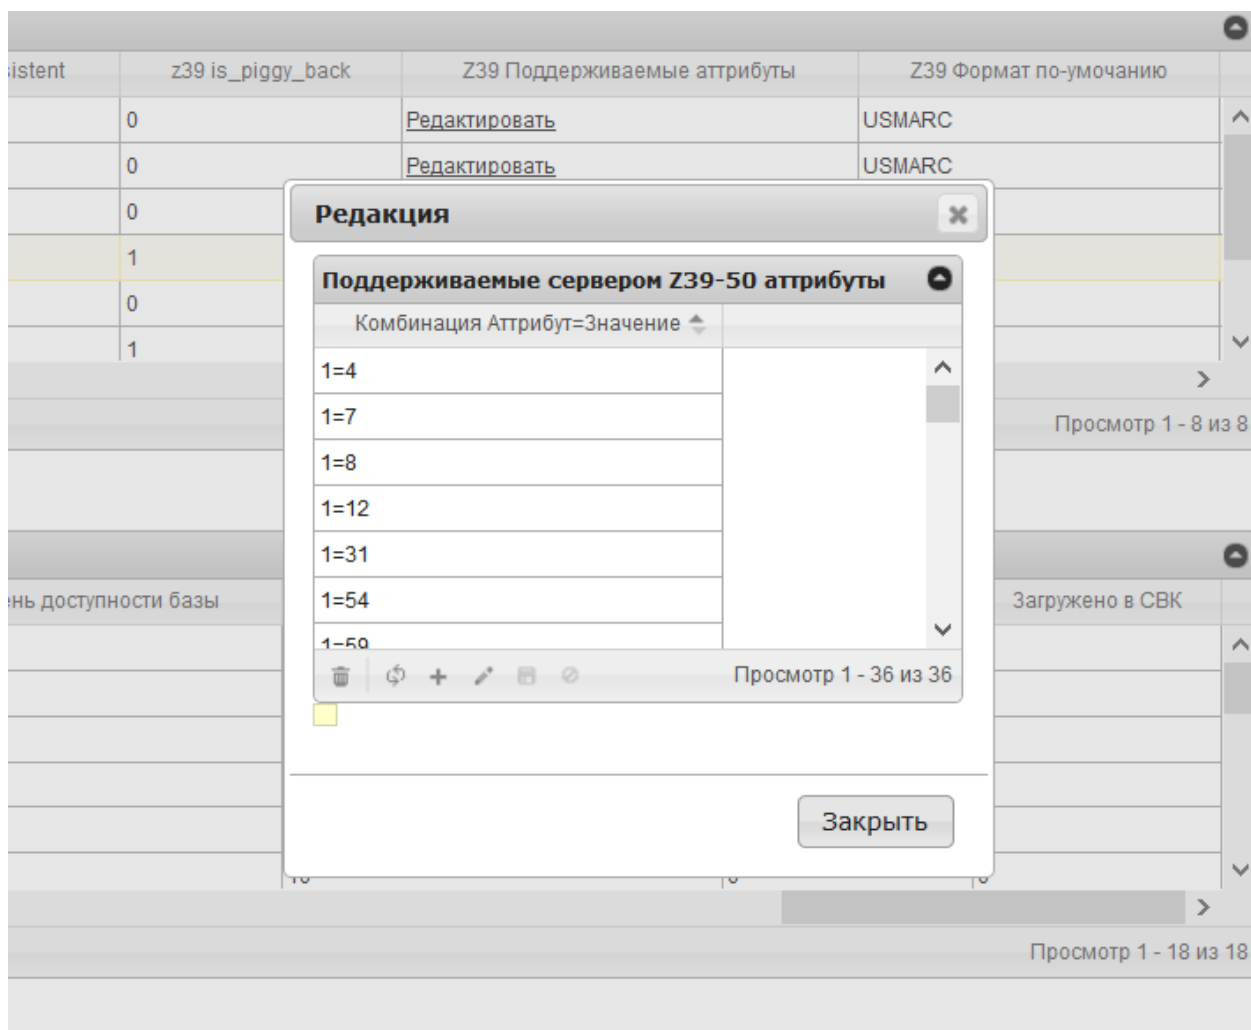 istent z39 is_piggy_back Z39 Поддерживаемые аттрибуты Z39 Формат по-умочанию
0 Редактировать USMARC
0 Редактировать USMARC
0
1
0
1
Просмотр 1 - 8 из 8
Редакция
Поддерживаемые сервером Z39-50 аттрибуты
Комбинация Аттрибут=Значение
1=4
1=7
1=8
1=12
1=31
1=54
1=59
Просмотр 1 - 36 из 36
Закрыть
ень доступности базы Загружено в СВК
Просмотр 1 - 18 из 18